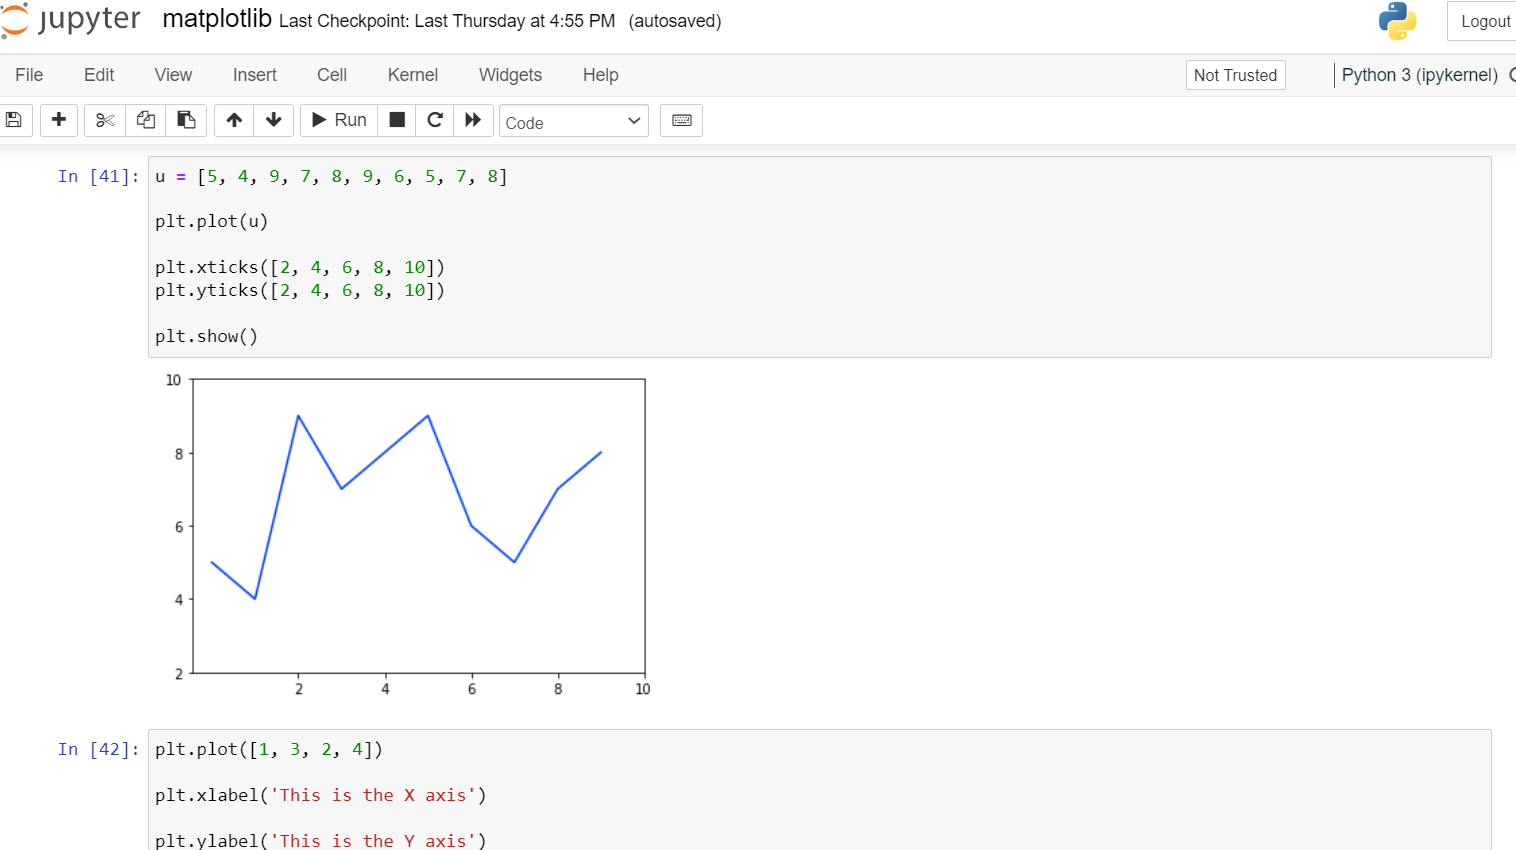 jupyter matplotlib Last Checkpoint: Last Thursday at 4:55 PM (autosaved) Logout
File Edit View Insert Cell Kernel Widgets Help Not Trusted Python 3 (ipykernel)
Run Code
In [41]: u = [5, 4, 9, 7, 8, 9, 6, 5, 7, 8]
plt.plot(u)
plt.xticks([2, 4, 6, 8, 10])
plt.yticks([2, 4, 6, 8, 10])
plt.show()
10
8
6
4
2
2 4 6 8 10
In [42]: plt.plot([1, 3, 2, 4])
plt.xlabel('This is the X axis')
plt.ylabel('This is the Y axis')